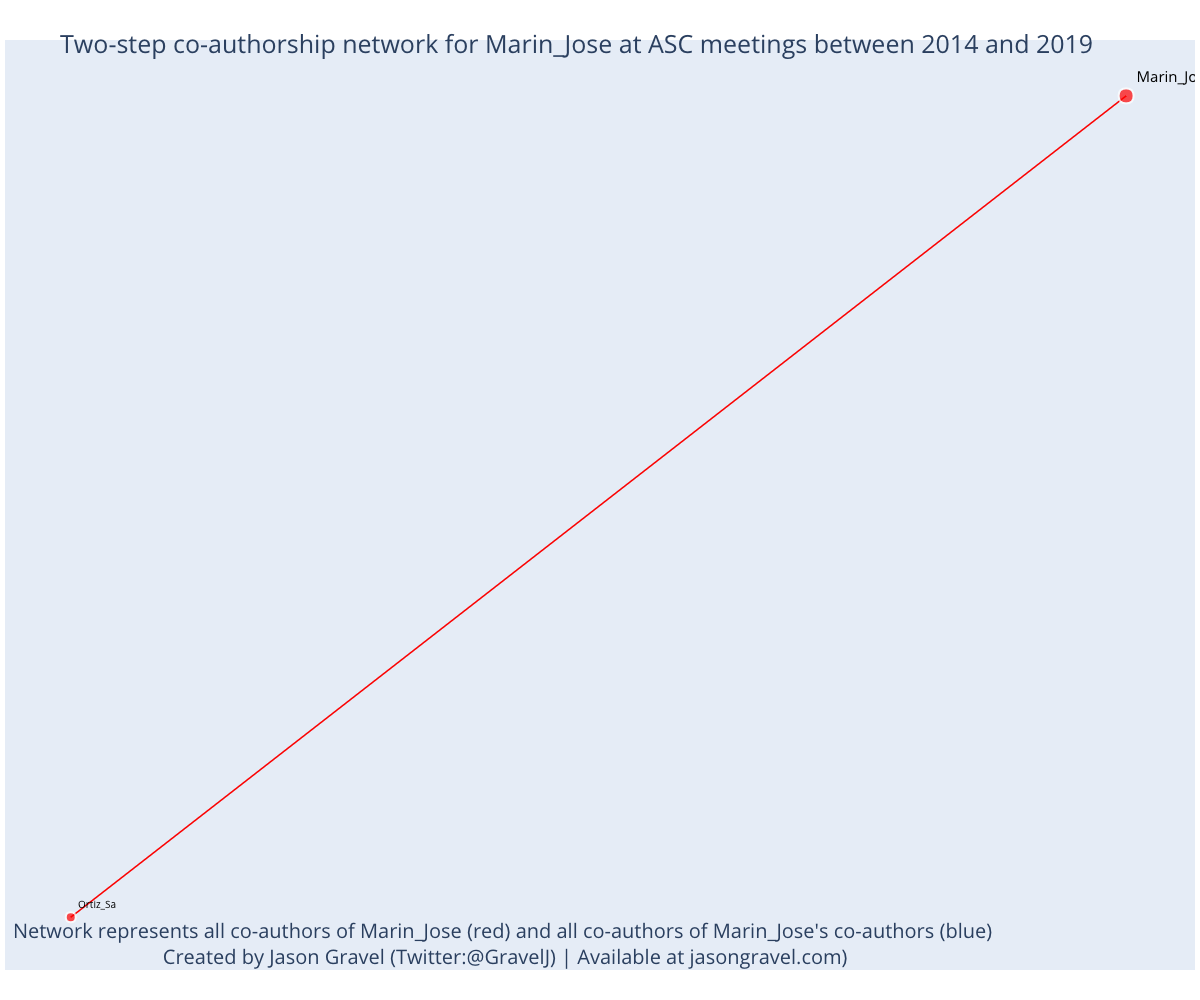 Two-step co-authorship network for Marin_Jose at ASC meetings between 2014 and 2019
Marin_Jo
Ortiz_Sa
Network represents all co-authors of Marin_Jose (red) and all co-authors of Marin_Jose's co-authors (blue)
Created by Jason Gravel (Twitter:@GravelJ) | Available at jasongravel.com)